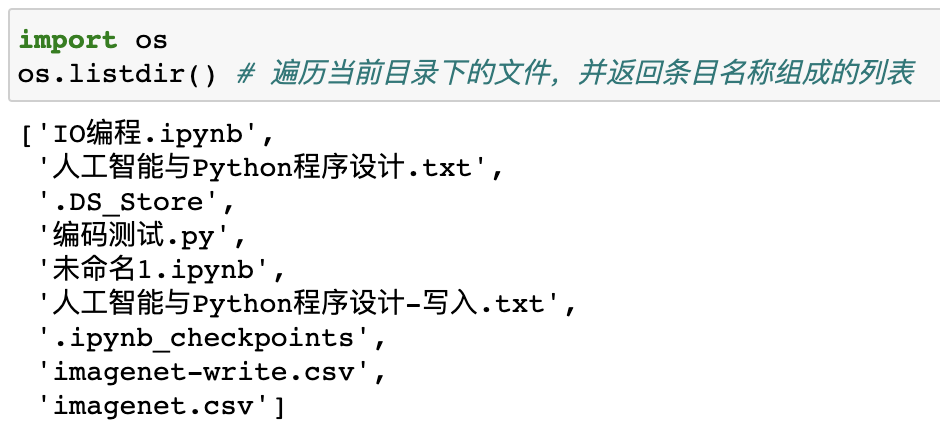 import os
os.listdir() # 遍历当前目录下的文件，并返回条目名称组成的列表
['IO编程.ipynb',
'人工智能与Python程序设计.txt',
'.DS_Store',
'编码测试.py',
'未命名1.ipynb',
'人工智能与Python程序设计-写入.txt',
'.ipynb_checkpoints',
'imagenet-write.csv',
'imagenet.csv']